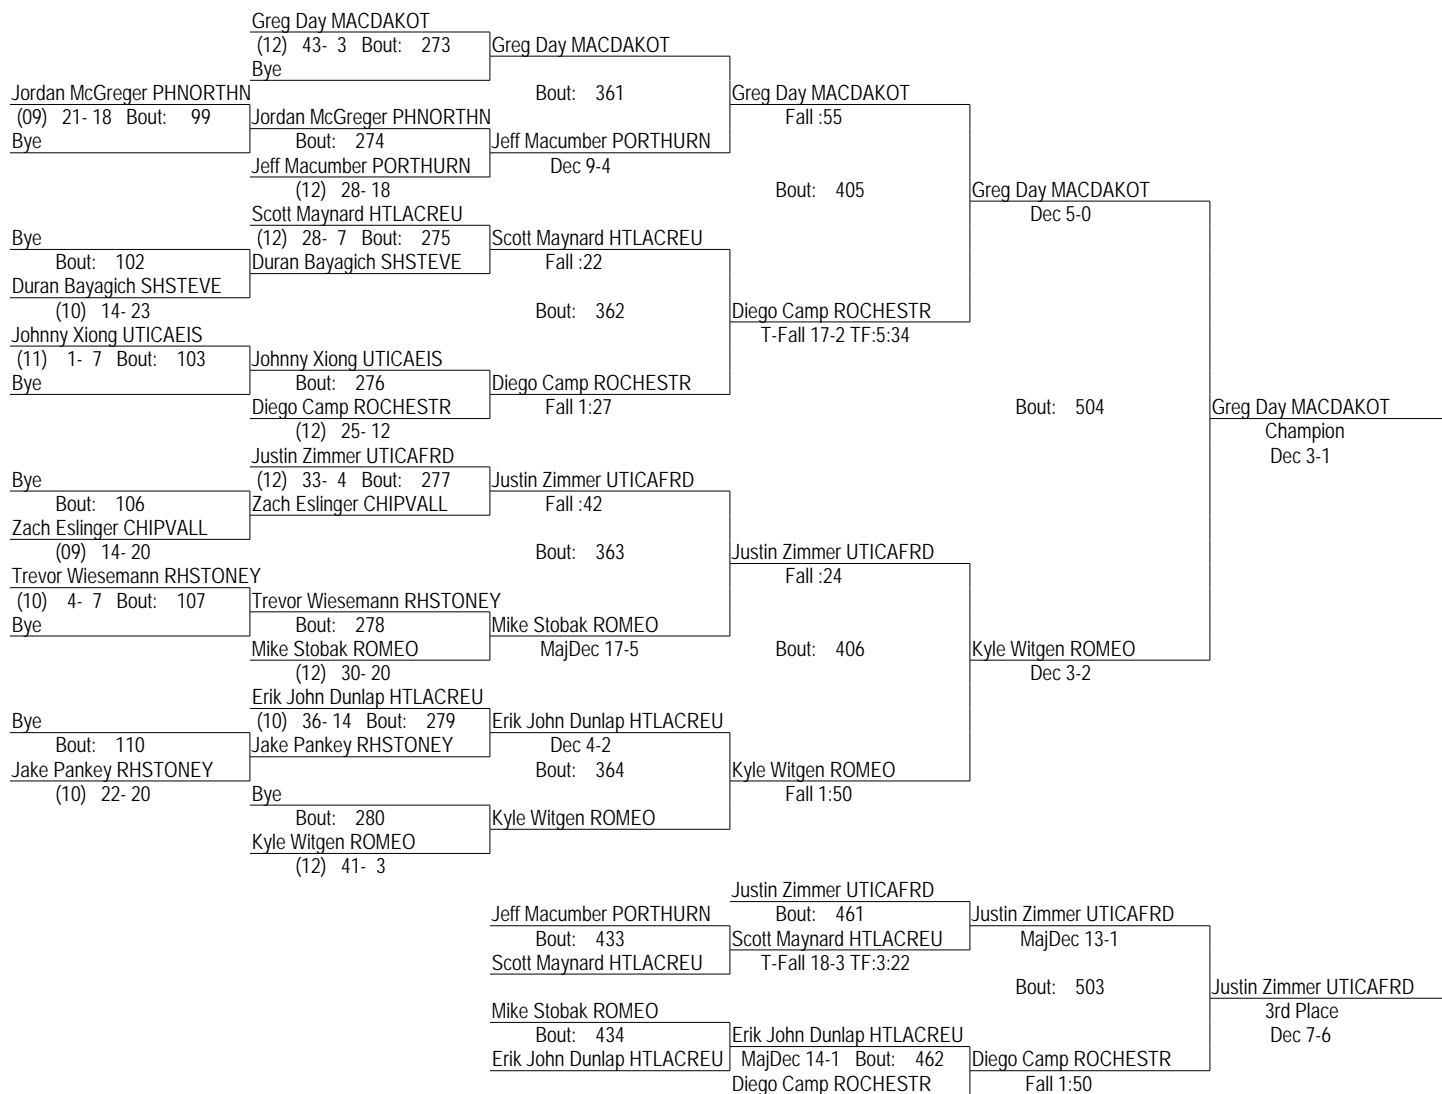 Greg Day MACDAKOT
(12) 43- 3 Bout: 273
Bye
Greg Day MACDAKOT
Jordan McGreger PHNORTHN
(09) 21- 18 Bout: 99
Bye
Bout: 361
Greg Day MACDAKOT
Fall :55
Jordan McGreger PHNORTHN
Bout: 274
Jeff Macumber PORTHURN
(12) 28- 18
Jeff Macumber PORTHURN
Dec 9-4
Bout: 405
Greg Day MACDAKOT
Dec 5-0
Scott Maynard HTLACREU
(12) 28- 7 Bout: 275
Duran Bayagich SHSTEVE
Bye
Bout: 102
Duran Bayagich SHSTEVE
(10) 14- 23
Scott Maynard HTLACREU
Fall :22
Bout: 362
Diego Camp ROCHESTR
T-Fall 17-2 TF:5:34
Johnny Xiong UTICAEIS
(11) 1- 7 Bout: 103
Bye
Johnny Xiong UTICAEIS
Bout: 276
Diego Camp ROCHESTR
(12) 25- 12
Diego Camp ROCHESTR
Fall 1:27
Bout: 504
Greg Day MACDAKOT
Champion
Dec 3-1
Justin Zimmer UTICAFRD
(12) 33- 4 Bout: 277
Zach Eslinger CHIPVALL
Bye
Bout: 106
Zach Eslinger CHIPVALL
(09) 14- 20
Justin Zimmer UTICAFRD
Fall :42
Bout: 363
Justin Zimmer UTICAFRD
Fall :24
Trevor Wiesemann RHSTONEY
(10) 4- 7 Bout: 107
Bye
Trevor Wiesemann RHSTONEY
Bout: 278
Mike Stobak ROMEO
(12) 30- 20
Mike Stobak ROMEO
MajDec 17-5
Bout: 406
Kyle Witgen ROMEO
Dec 3-2
Erik John Dunlap HTLACREU
(10) 36- 14 Bout: 279
Jake Pankey RHSTONEY
Bye
Bout: 110
Jake Pankey RHSTONEY
(10) 22- 20
Erik John Dunlap HTLACREU
Dec 4-2
Bout: 364
Kyle Witgen ROMEO
Fall 1:50
Bye
Bout: 280
Kyle Witgen ROMEO
(12) 41- 3
Kyle Witgen ROMEO
Justin Zimmer UTICAFRD
Bout: 461
Scott Maynard HTLACREU
T-Fall 18-3 TF:3:22
Jeff Macumber PORTHURN
Bout: 433
Scott Maynard HTLACREU
Justin Zimmer UTICAFRD
MajDec 13-1
Bout: 503
Justin Zimmer UTICAFRD
3rd Place
Dec 7-6
Mike Stobak ROMEO
Bout: 434
Erik John Dunlap HTLACREU
Erik John Dunlap HTLACREU
MajDec 14-1 Bout: 462
Diego Camp ROCHESTR
Diego Camp ROCHESTR
Fall 1:50